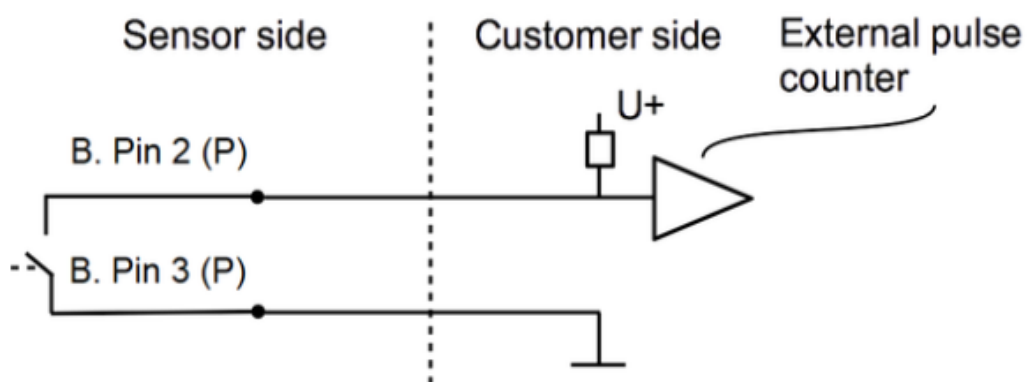 Sensor side
Customer side
External pulse
counter
U+
B. Pin 2 (P)
B. Pin 3 (P)